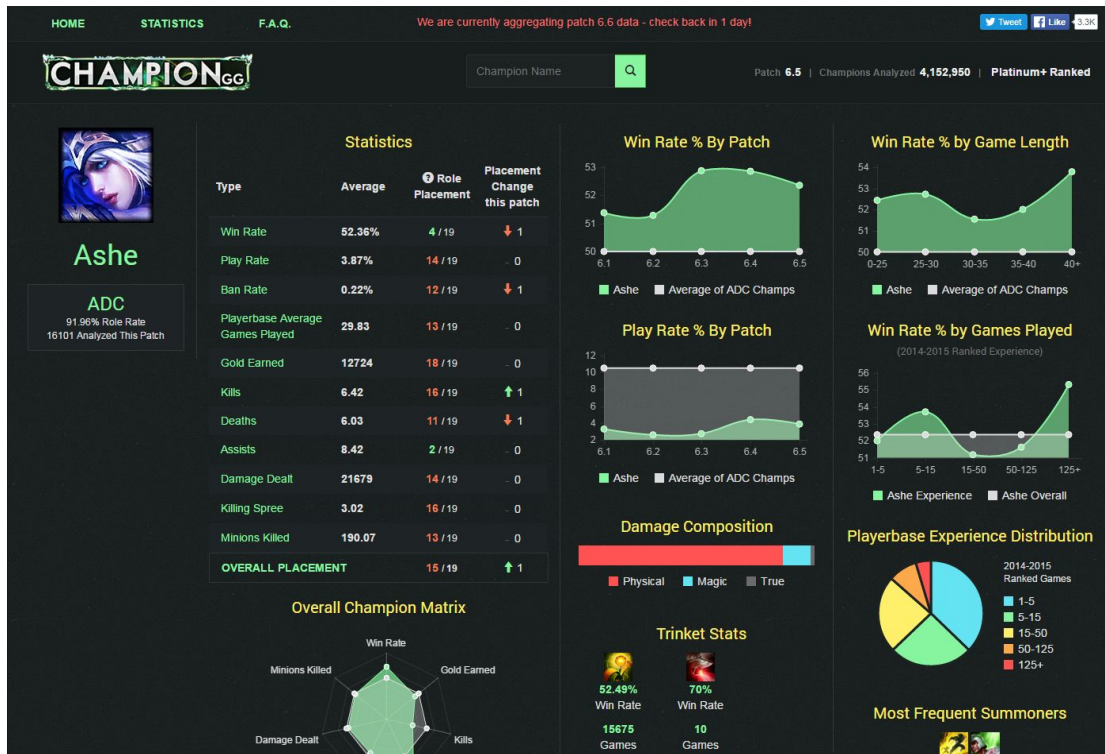 HOME
STATISTICS
F.A.Q.
We are currently aggregating patch 6.6 data - check back in 1 day!
Tweet
Like
3.3K
CHAMPIONGG
Champion Name
Patch 6.5 | Champions Analyzed 4,152,950 | Platinum+ Ranked
Ashe
ADC
91.96% Role Rate
16101 Analyzed This Patch
Statistics
Type Average Role Placement Placement Change this patch
Win Rate 52.36% 4 / 19 1
Play Rate 3.87% 14 / 19 - 0
Ban Rate 0.22% 12 / 19 1
Playerbase Average Games Played 29.83 13 / 19 - 0
Gold Earned 12724 18 / 19 - 0
Kills 6.42 16 / 19 1
Deaths 6.03 11 / 19 1
Assists 8.42 2 / 19 - 0
Damage Dealt 21679 14 / 19 - 0
Killing Spree 3.02 16 / 19 - 0
Minions Killed 190.07 13 / 19 - 0
OVERALL PLACEMENT 15 / 19 1
Overall Champion Matrix
Win Rate
Minions Killed
Gold Earned
Damage Dealt
Kills
Win Rate % By Patch
53
52
51
50
6.1 6.2 6.3 6.4 6.5
Ashe Average of ADC Champs
Play Rate % By Patch
12
10
8
6
4
2
6.1 6.2 6.3 6.4 6.5
Ashe Average of ADC Champs
Damage Composition
Physical Magic True
Trinket Stats
52.49% 70%
Win Rate Win Rate
15675 10
Games Games
Win Rate % by Game Length
54
53
52
51
50
0-25 25-30 30-35 35-40 40+
Ashe Average of ADC Champs
Win Rate % by Games Played
(2014-2015 Ranked Experience)
56
55
54
53
52
51
1-5 5-15 15-50 50-125 125+
Ashe Experience Ashe Overall
Playerbase Experience Distribution
2014-2015
Ranked Games
1-5
5-15
15-50
50-125
125+
Most Frequent Summoners